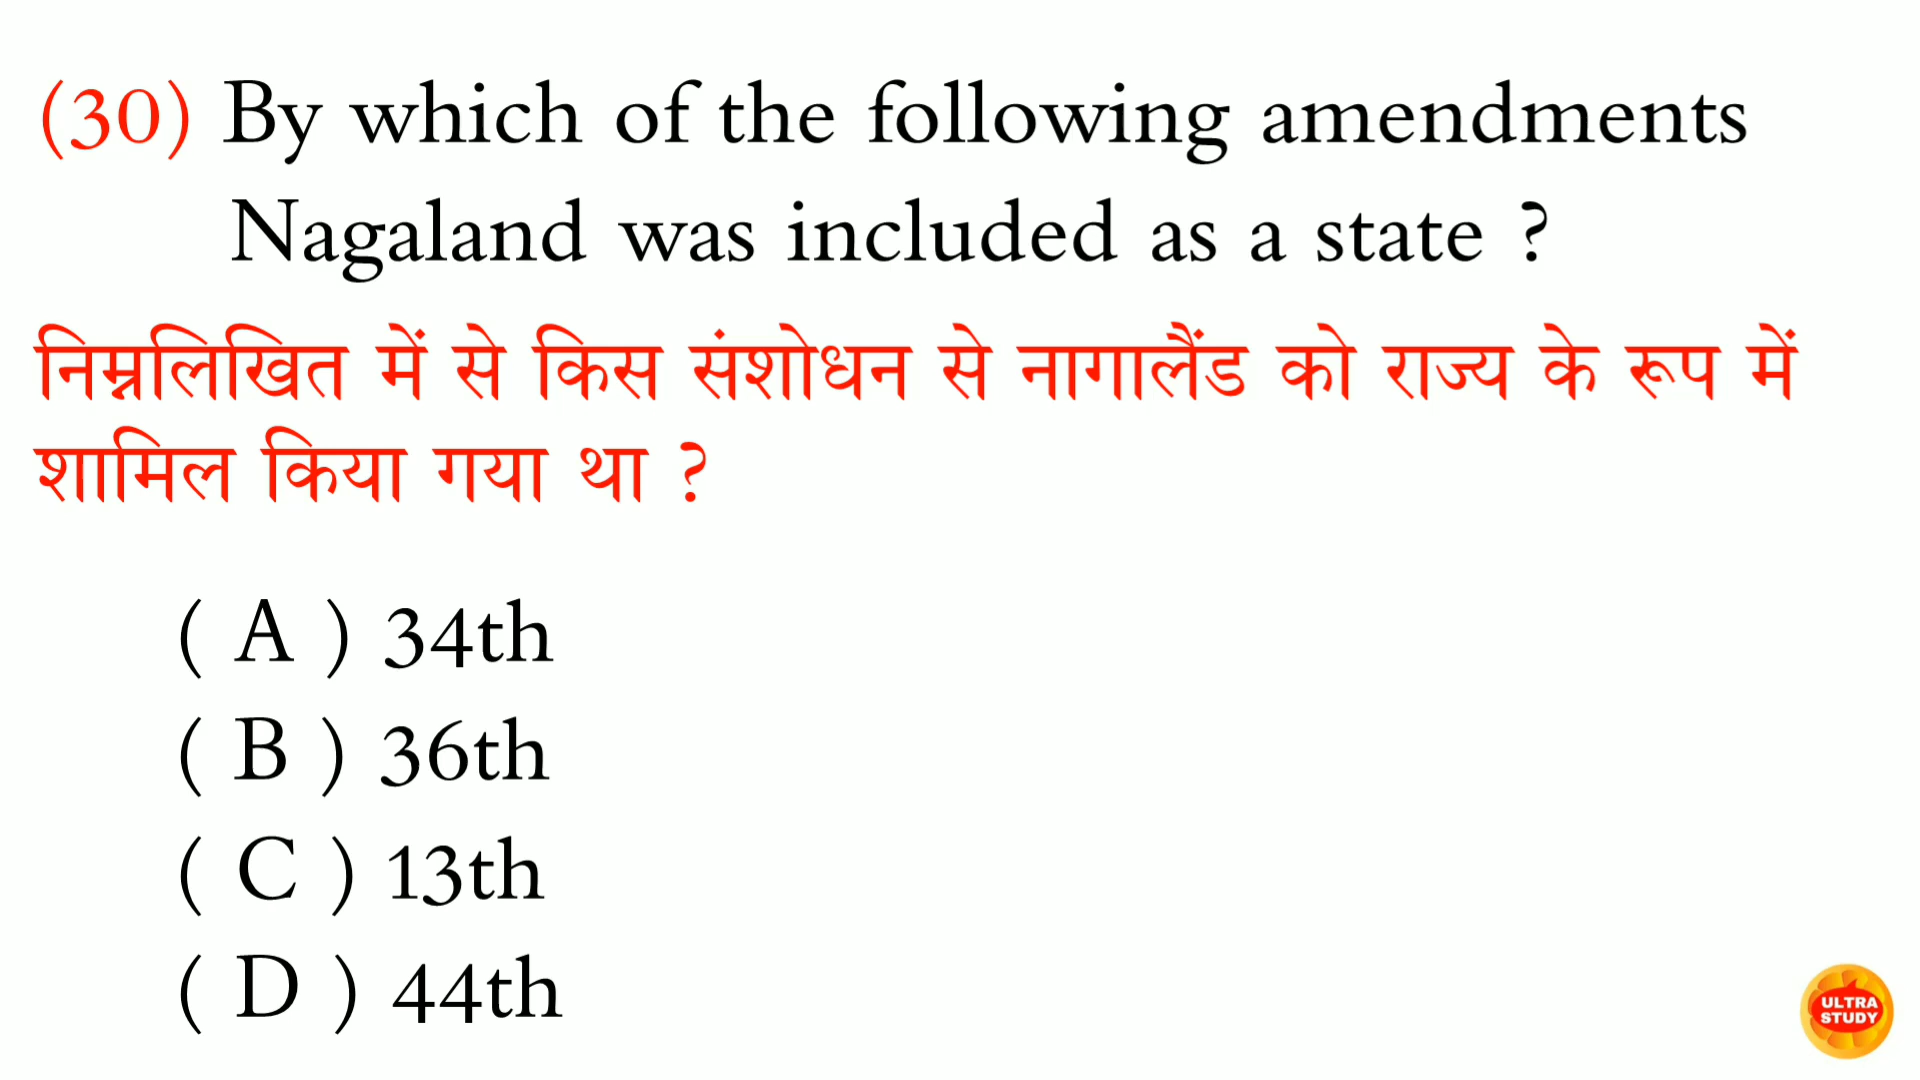 (30) By which of the following amendments
Nagaland was included as a state ?
निम्नलिखित में से किस संशोधन से नागालैंड को राज्य के रूप में
शामिल किया गया था ?
( A ) 34th
( B ) 36th
( C ) 13th
( D ) 44th
ULTRA
STUDY